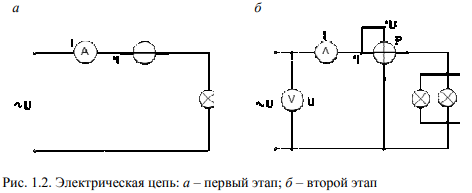 а
б
I
A
~U
I
V
U
P
~U
Рис. 1.2. Электрическая цепь: а – первый этап; б – второй этап